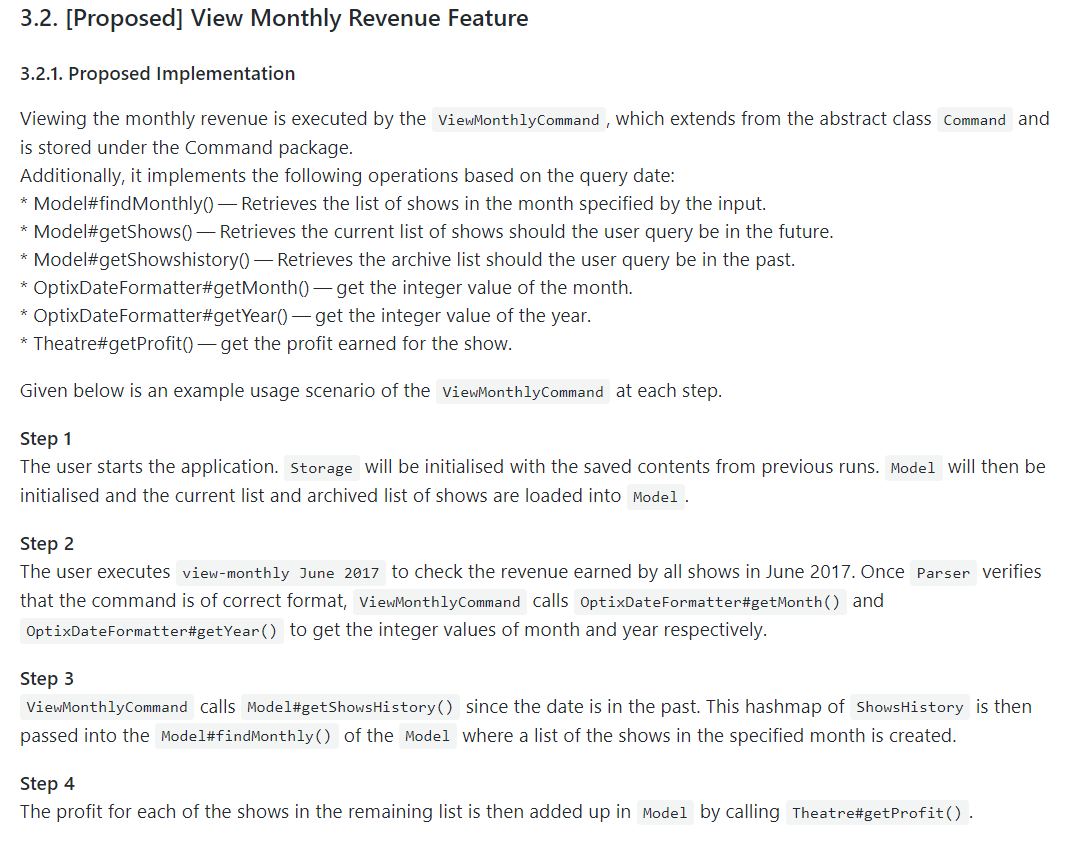 3.2. [Proposed] View Monthly Revenue Feature
3.2.1. Proposed Implementation
Viewing the monthly revenue is executed by the ViewMonthlyCommand , which extends from the abstract class Command and
is stored under the Command package.
Additionally, it implements the following operations based on the query date:
* Model#findMonthly() — Retrieves the list of shows in the month specified by the input.
* Model#getShows() — Retrieves the current list of shows should the user query be in the future.
* Model#getShowshistory() — Retrieves the archive list should the user query be in the past.
* OptixDateFormatter#getMonth() — get the integer value of the month.
* OptixDateFormatter#getYear() — get the integer value of the year.
* Theatre#getProfit() — get the profit earned for the show.
Given below is an example usage scenario of the ViewMonthlyCommand at each step.
Step 1
The user starts the application. Storage will be initialised with the saved contents from previous runs. Model will then be
initialised and the current list and archived list of shows are loaded into Model .
Step 2
The user executes view-monthly June 2017 to check the revenue earned by all shows in June 2017. Once Parser verifies
that the command is of correct format, ViewMonthlyCommand calls OptixDateFormatter#getMonth() and
OptixDateFormatter#getYear() to get the integer values of month and year respectively.
Step 3
ViewMonthlyCommand calls Model#getShowsHistory() since the date is in the past. This hashmap of ShowsHistory is then
passed into the Model#findMonthly() of the Model where a list of the shows in the specified month is created.
Step 4
The profit for each of the shows in the remaining list is then added up in Model by calling Theatre#getProfit() .